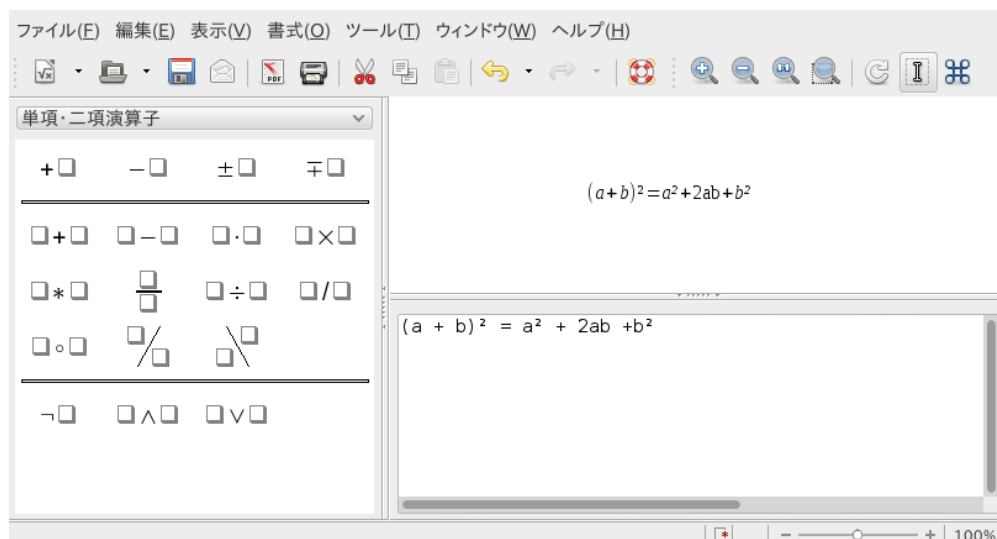 ファイル(F) 編集(E) 表示(V) 書式(O) ツール(T) ウィンドウ(W) ヘルプ(H)
単項･二項演算子
+□ −□ ±□ ∓□
(a+b)²=a²+2ab+b²
□+□ □−□ □·□ □×□
□∗□ □÷□ □/□
(a + b)² = a² + 2ab +b²
□∘□
¬□ □∧□ □∨□
100%